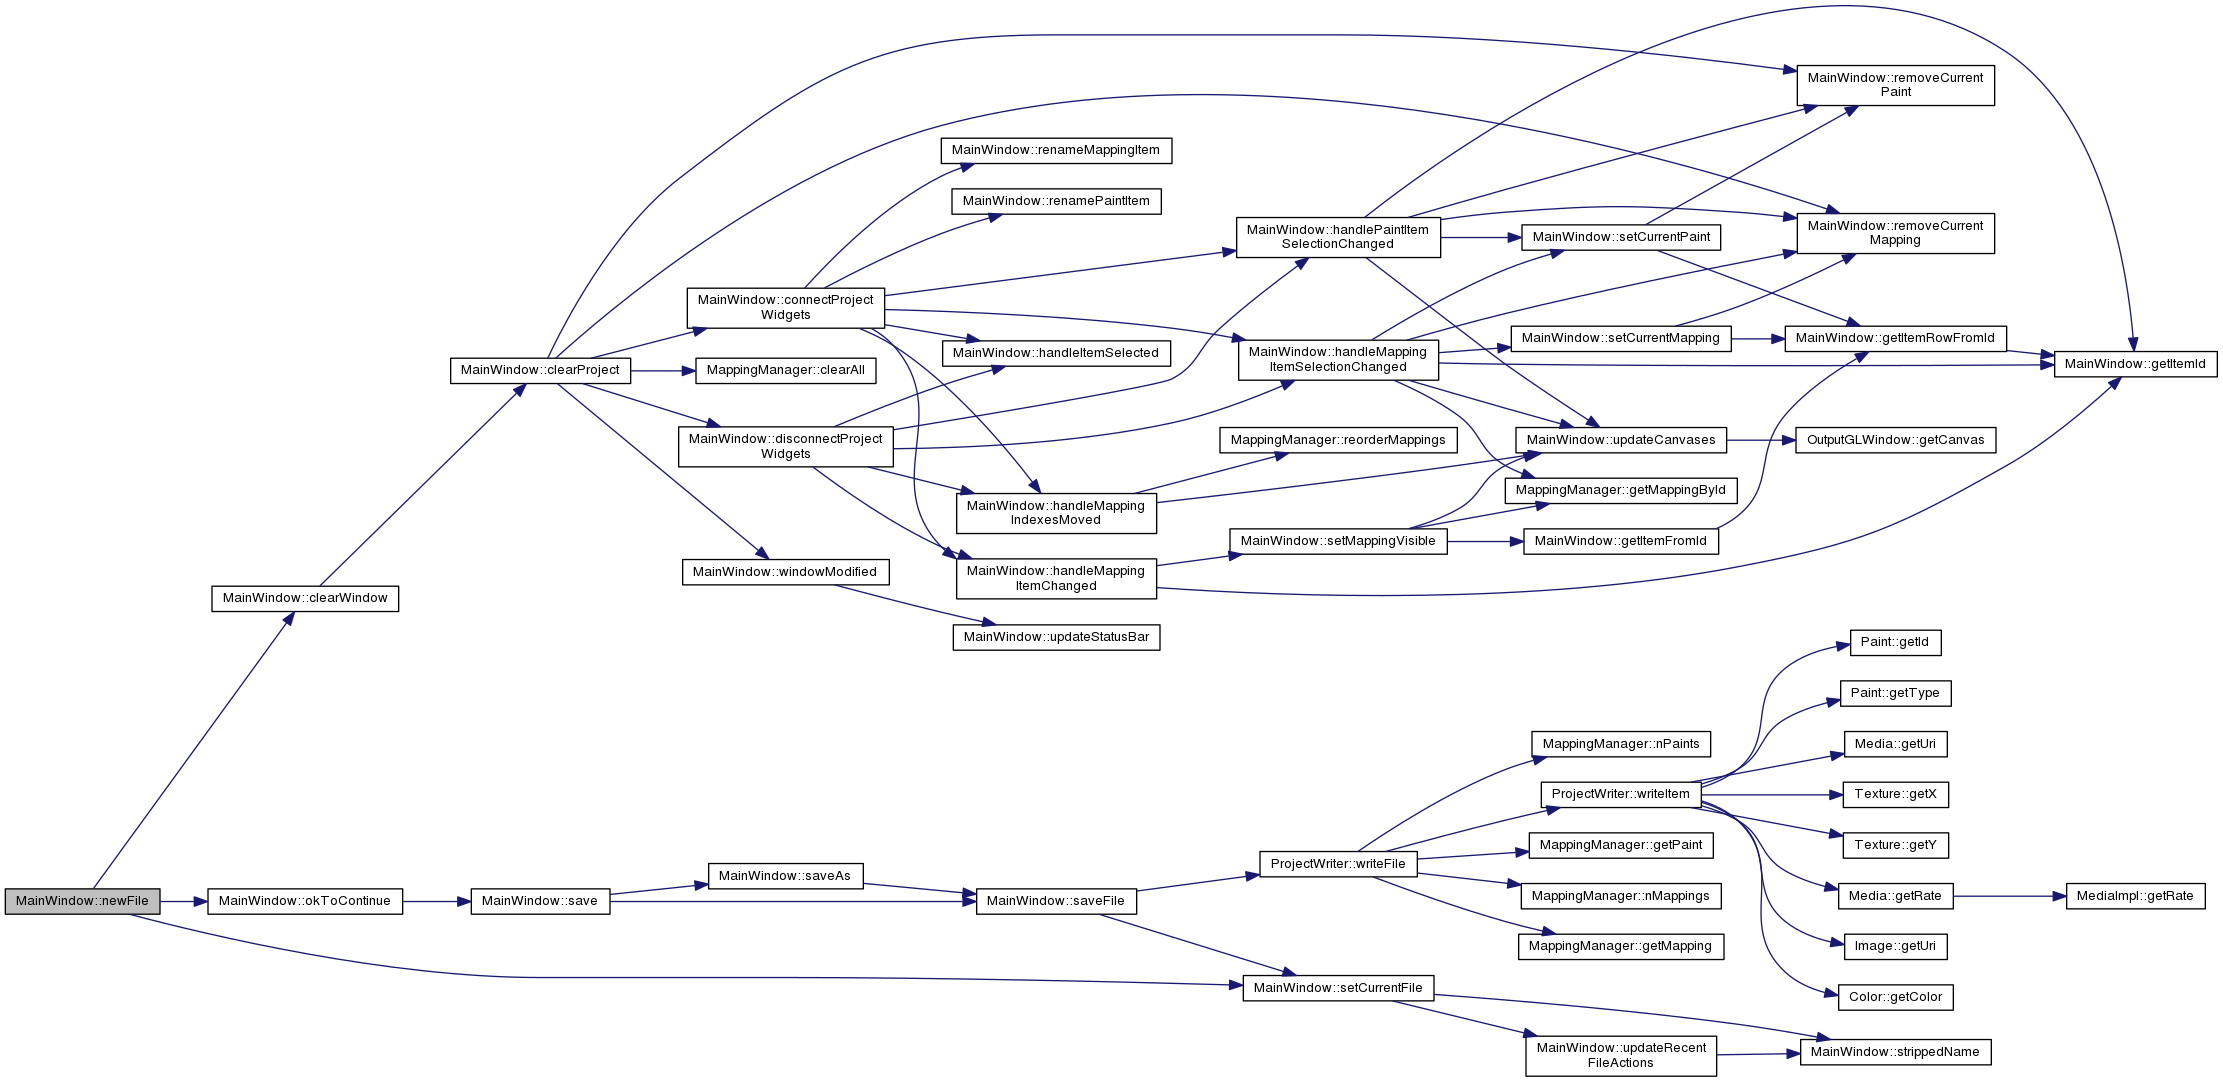 MainWindow::removeCurrent
Paint
MainWindow::renameMappingItem
MainWindow::renamePaintItem
MainWindow::handlePaintItem
SelectionChanged
MainWindow::setCurrentPaint
MainWindow::removeCurrent
Mapping
MainWindow::connectProject
Widgets
MainWindow::handleItemSelected
MainWindow::handleMapping
ItemSelectionChanged
MainWindow::setCurrentMapping
MainWindow::getItemRowFromId
MainWindow::getItemId
MainWindow::clearProject
MappingManager::clearAll
MainWindow::disconnectProject
Widgets
MappingManager::reorderMappings
MainWindow::updateCanvases
OutputGLWindow::getCanvas
MappingManager::getMappingById
MainWindow::handleMapping
IndexesMoved
MainWindow::setMappingVisible
MainWindow::getItemFromId
MainWindow::windowModified
MainWindow::handleMapping
ItemChanged
MainWindow::clearWindow
MainWindow::updateStatusBar
Paint::getId
Paint::getType
MappingManager::nPaints
Media::getUri
ProjectWriter::writeItem
Texture::getX
MappingManager::getPaint
Texture::getY
ProjectWriter::writeFile
MainWindow::saveAs
MappingManager::nMappings
Media::getRate
MediaImpl::getRate
MainWindow::newFile
MainWindow::okToContinue
MainWindow::save
MainWindow::saveFile
MappingManager::getMapping
Image::getUri
MainWindow::setCurrentFile
Color::getColor
MainWindow::updateRecent
FileActions
MainWindow::strippedName